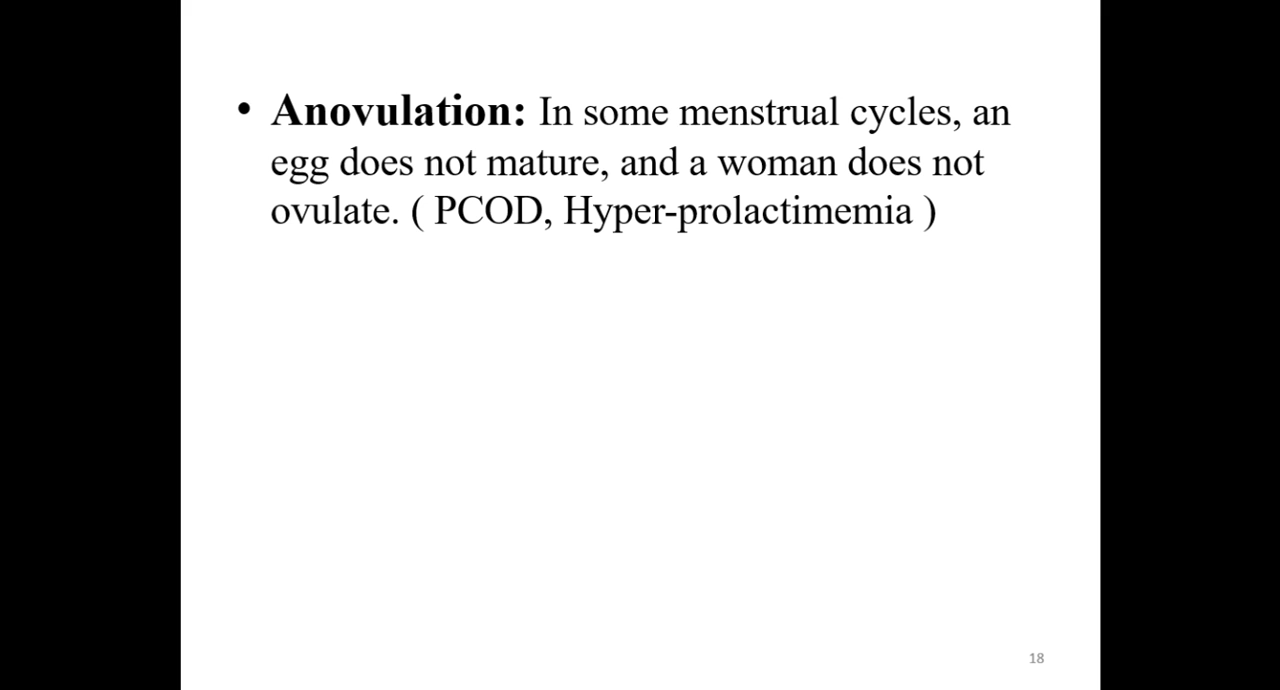 • Anovulation: In some menstrual cycles, an
egg does not mature, and a woman does not
ovulate. ( PCOD, Hyper-prolactimemia )
18